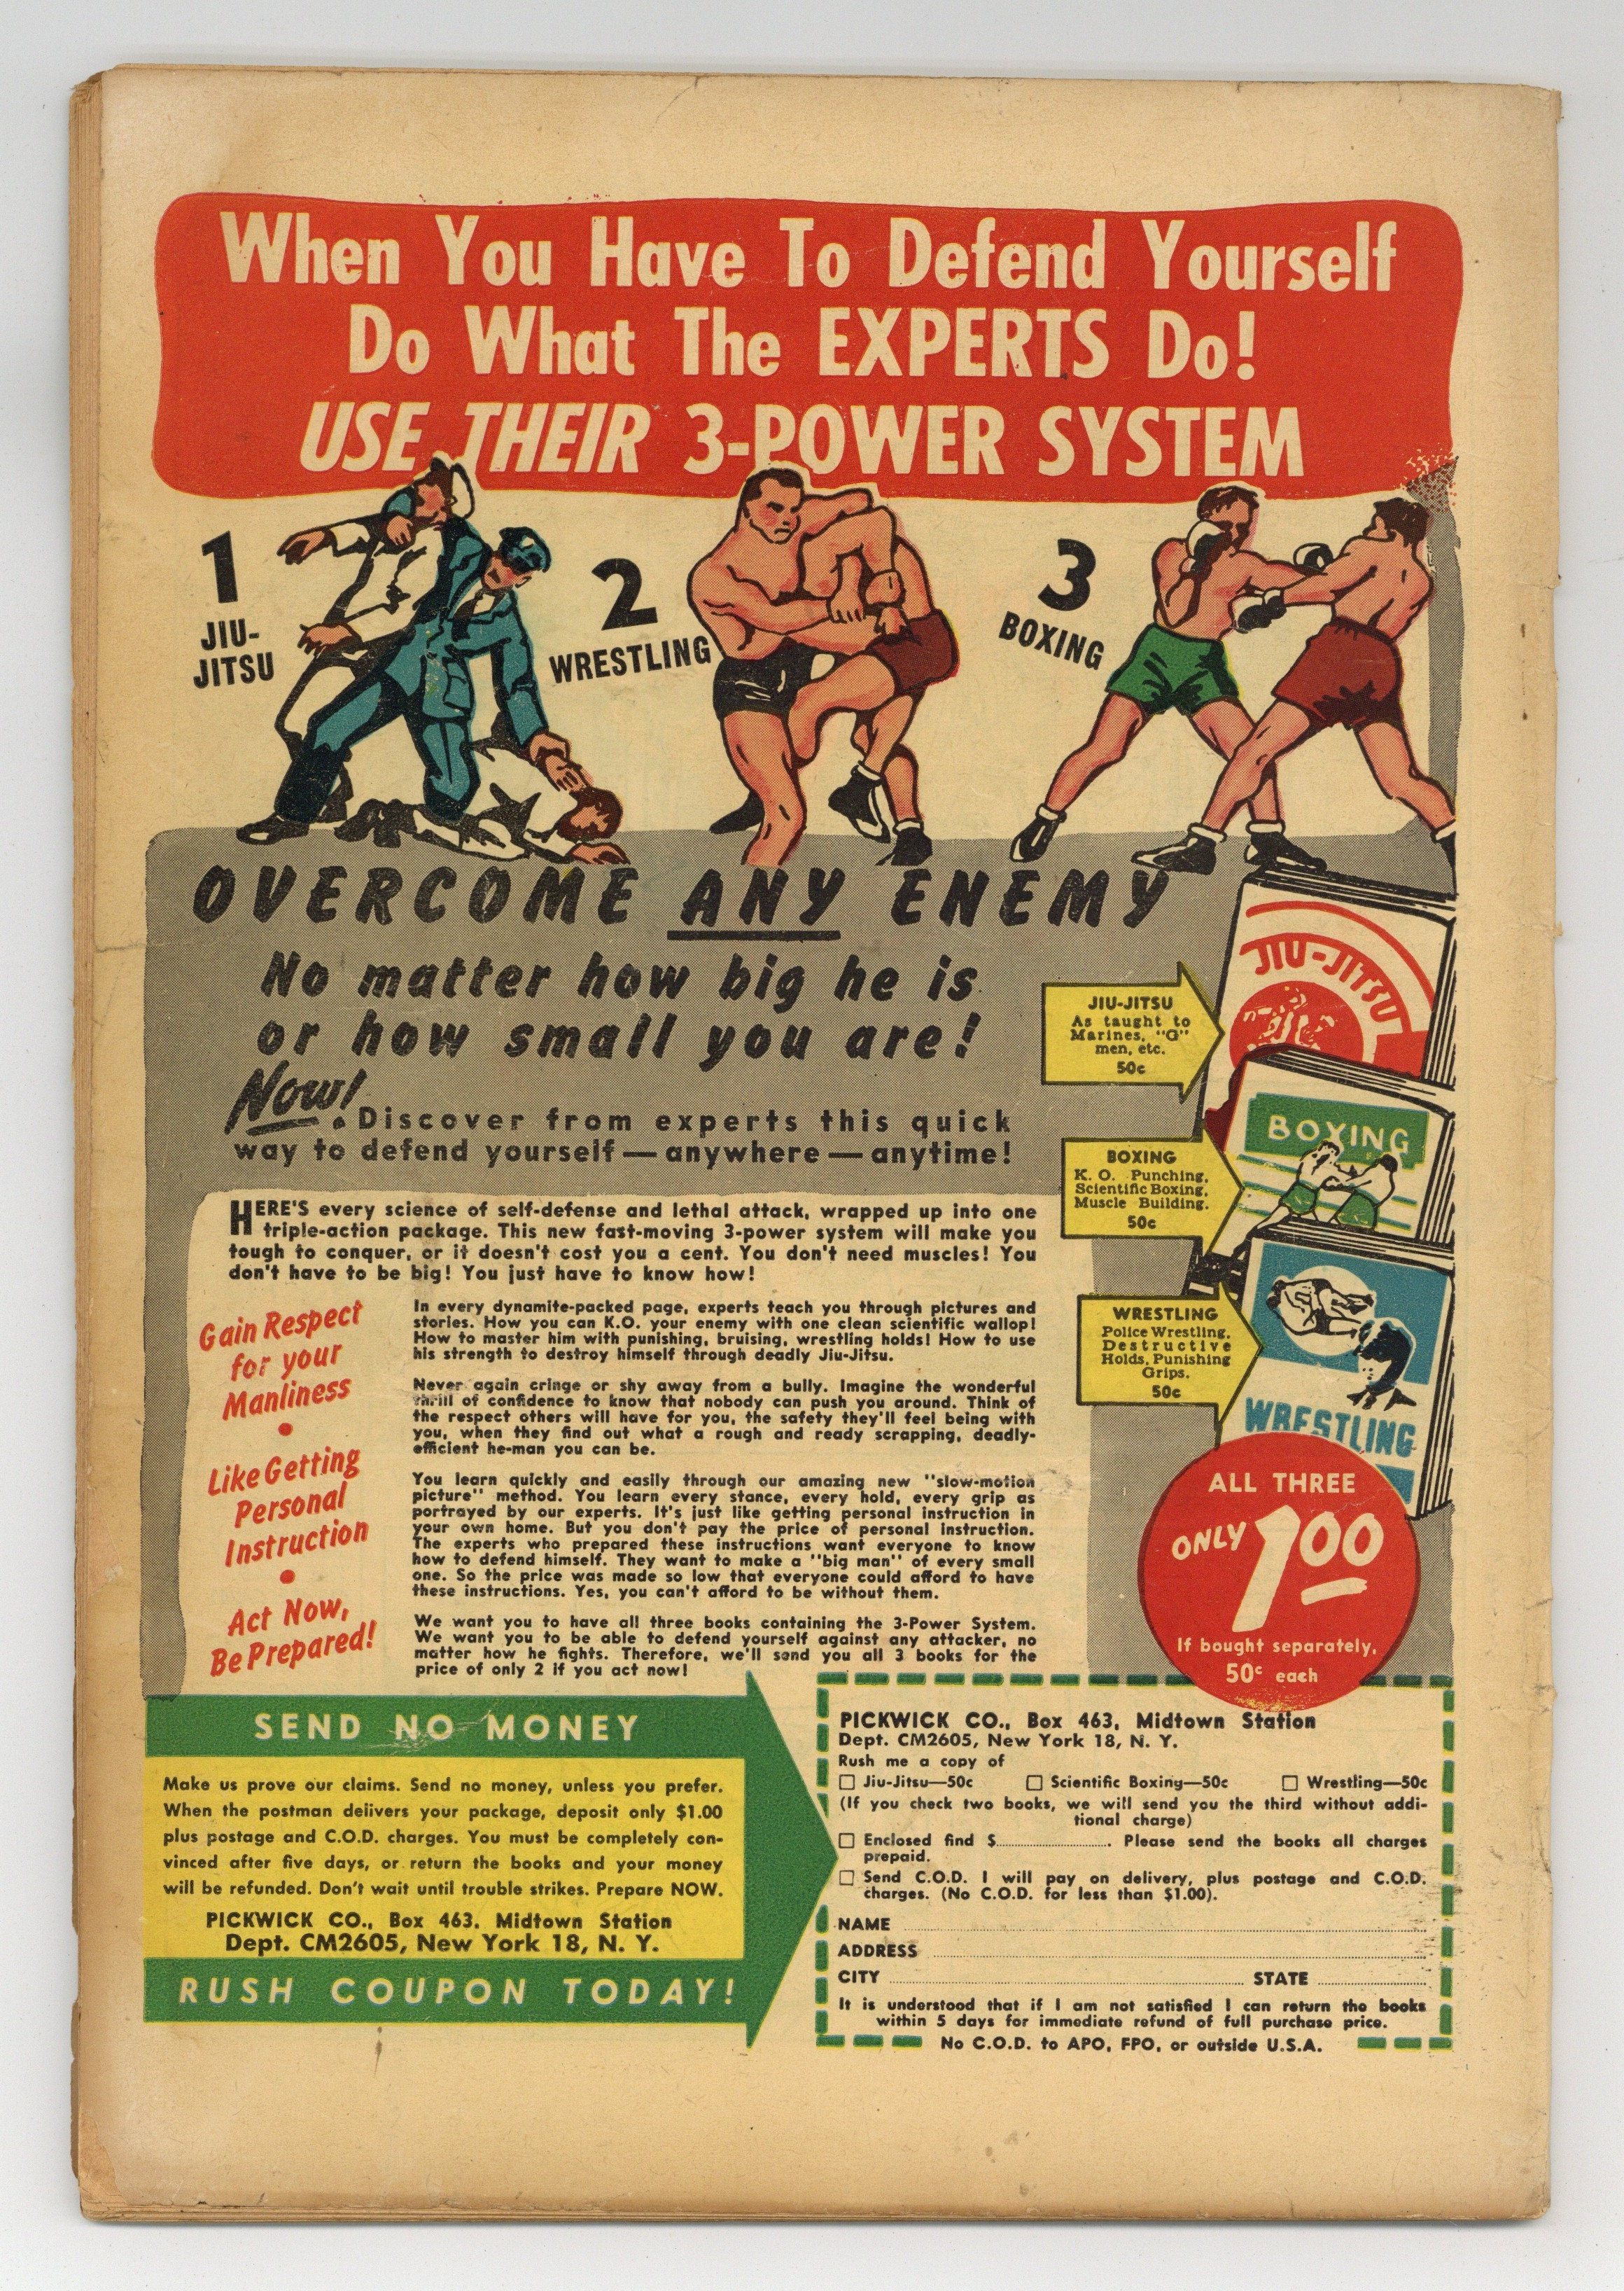 When You Have To Defend Yourself
Do What The EXPERTS Do!
USE THEIR 3-POWER SYSTEM
1
JIU-
JITSU
2
WRESTLING
3
BOXING
OVERCOME ANY ENEMY
No matter how big he is
or how small you are!
Now! Discover from experts this quick
way to defend yourself — anywhere — anytime!
HERE'S every science of self-defense and lethal attack, wrapped up into one
triple-action package. This new fast-moving 3-power system will make you
tough to conquer, or it doesn't cost you a cent. You don't need muscles! You
don't have to be big! You just have to know how!
Gain Respect
for your
Manliness
•
Like Getting
Personal
Instruction
•
Act Now,
Be Prepared!
In every dynamite-packed page, experts teach you through pictures and
stories. How you can K.O. your enemy with one clean scientific wallop!
How to master him with punishing, bruising, wrestling holds! How to use
his strength to destroy himself through deadly Jiu-Jitsu.
Never again cringe or shy away from a bully. Imagine the wonderful
thrill of confidence to know that nobody can push you around. Think of
the respect others will have for you, the safety they'll feel being with
you, when they find out what a rough and ready scrapping, deadly-
efficient he-man you can be.
You learn quickly and easily through our amazing new "slow-motion
picture" method. You learn every stance, every hold, every grip as
portrayed by our experts. It's just like getting personal instruction in
your own home. But you don't pay the price of personal instruction.
The experts who prepared these instructions want everyone to know
how to defend himself. They want to make a "big man" of every small
one. So the price was made so low that everyone could afford to have
these instructions. Yes, you can't afford to be without them.
We want you to have all three books containing the 3-Power System.
We want you to be able to defend yourself against any attacker, no
matter how he fights. Therefore, we'll send you all 3 books for the
price of only 2 if you act now!
JIU-JITSU
As taught to
Marines, "G"
men, etc.
50c
JIU-JITSU
BOXING
K. O. Punching,
Scientific Boxing,
Muscle Building.
50c
BOXING
WRESTLING
Police Wrestling,
Destructive
Holds, Punishing
Grips.
50c
WRESTLING
ALL THREE
ONLY 1.00
If bought separately,
50c each
SEND NO MONEY
Make us prove our claims. Send no money, unless you prefer.
When the postman delivers your package, deposit only $1.00
plus postage and C.O.D. charges. You must be completely con-
vinced after five days, or return the books and your money
will be refunded. Don't wait until trouble strikes. Prepare NOW.
PICKWICK CO., Box 463, Midtown Station
Dept. CM2605, New York 18, N. Y.
RUSH COUPON TODAY!
PICKWICK CO., Box 463, Midtown Station
Dept. CM2605, New York 18, N. Y.
Rush me a copy of
☐ Jiu-Jitsu—50c ☐ Scientific Boxing—50c ☐ Wrestling—50c
(If you check two books, we will send you the third without addi-
tional charge)
☐ Enclosed find $.................... Please send the books all charges
prepaid.
☐ Send C.O.D. I will pay on delivery, plus postage and C.O.D.
charges. (No C.O.D. for less than $1.00).
NAME
ADDRESS
CITY STATE
It is understood that if I am not satisfied I can return the books
within 5 days for immediate refund of full purchase price.
No C.O.D. to APO, FPO, or outside U.S.A.